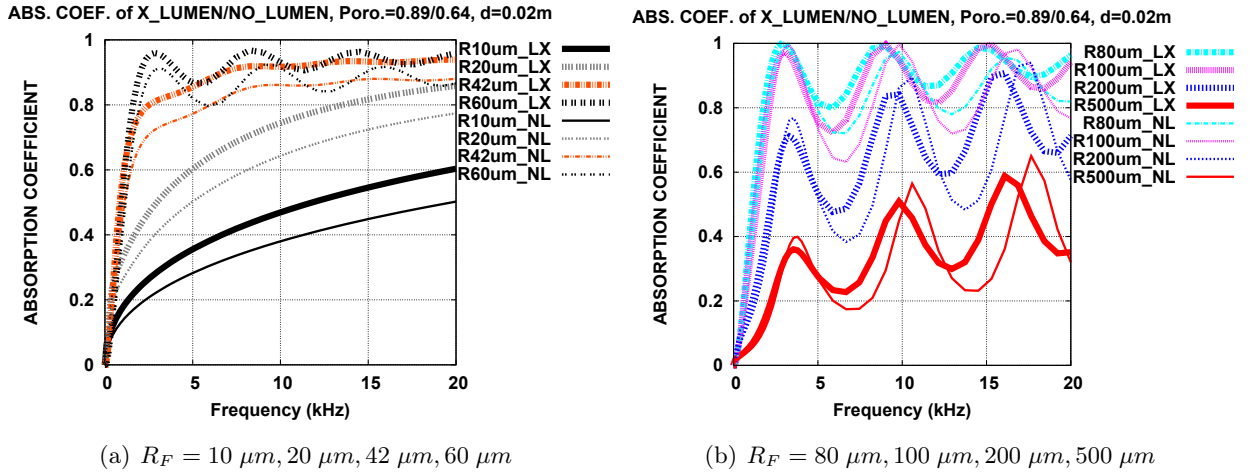 ABS. COEF. of X_LUMEN/NO_LUMEN, Poro.=0.89/0.64, d=0.02m
ABSORPTION COEFFICIENT
1
0.8
0.6
0.4
0.2
0
0
5
10
15
20
Frequency (kHz)
R10um_LX
R20um_LX
R42um_LX
R60um_LX
R10um_NL
R20um_NL
R42um_NL
R60um_NL
(a) R_F = 10 μm, 20 μm, 42 μm, 60 μm
ABS. COEF. of X_LUMEN/NO_LUMEN, Poro.=0.89/0.64, d=0.02m
ABSORPTION COEFFICIENT
1
0.8
0.6
0.4
0.2
0
0
5
10
15
20
Frequency (kHz)
R80um_LX
R100um_LX
R200um_LX
R500um_LX
R80um_NL
R100um_NL
R200um_NL
R500um_NL
(b) R_F = 80 μm, 100 μm, 200 μm, 500 μm